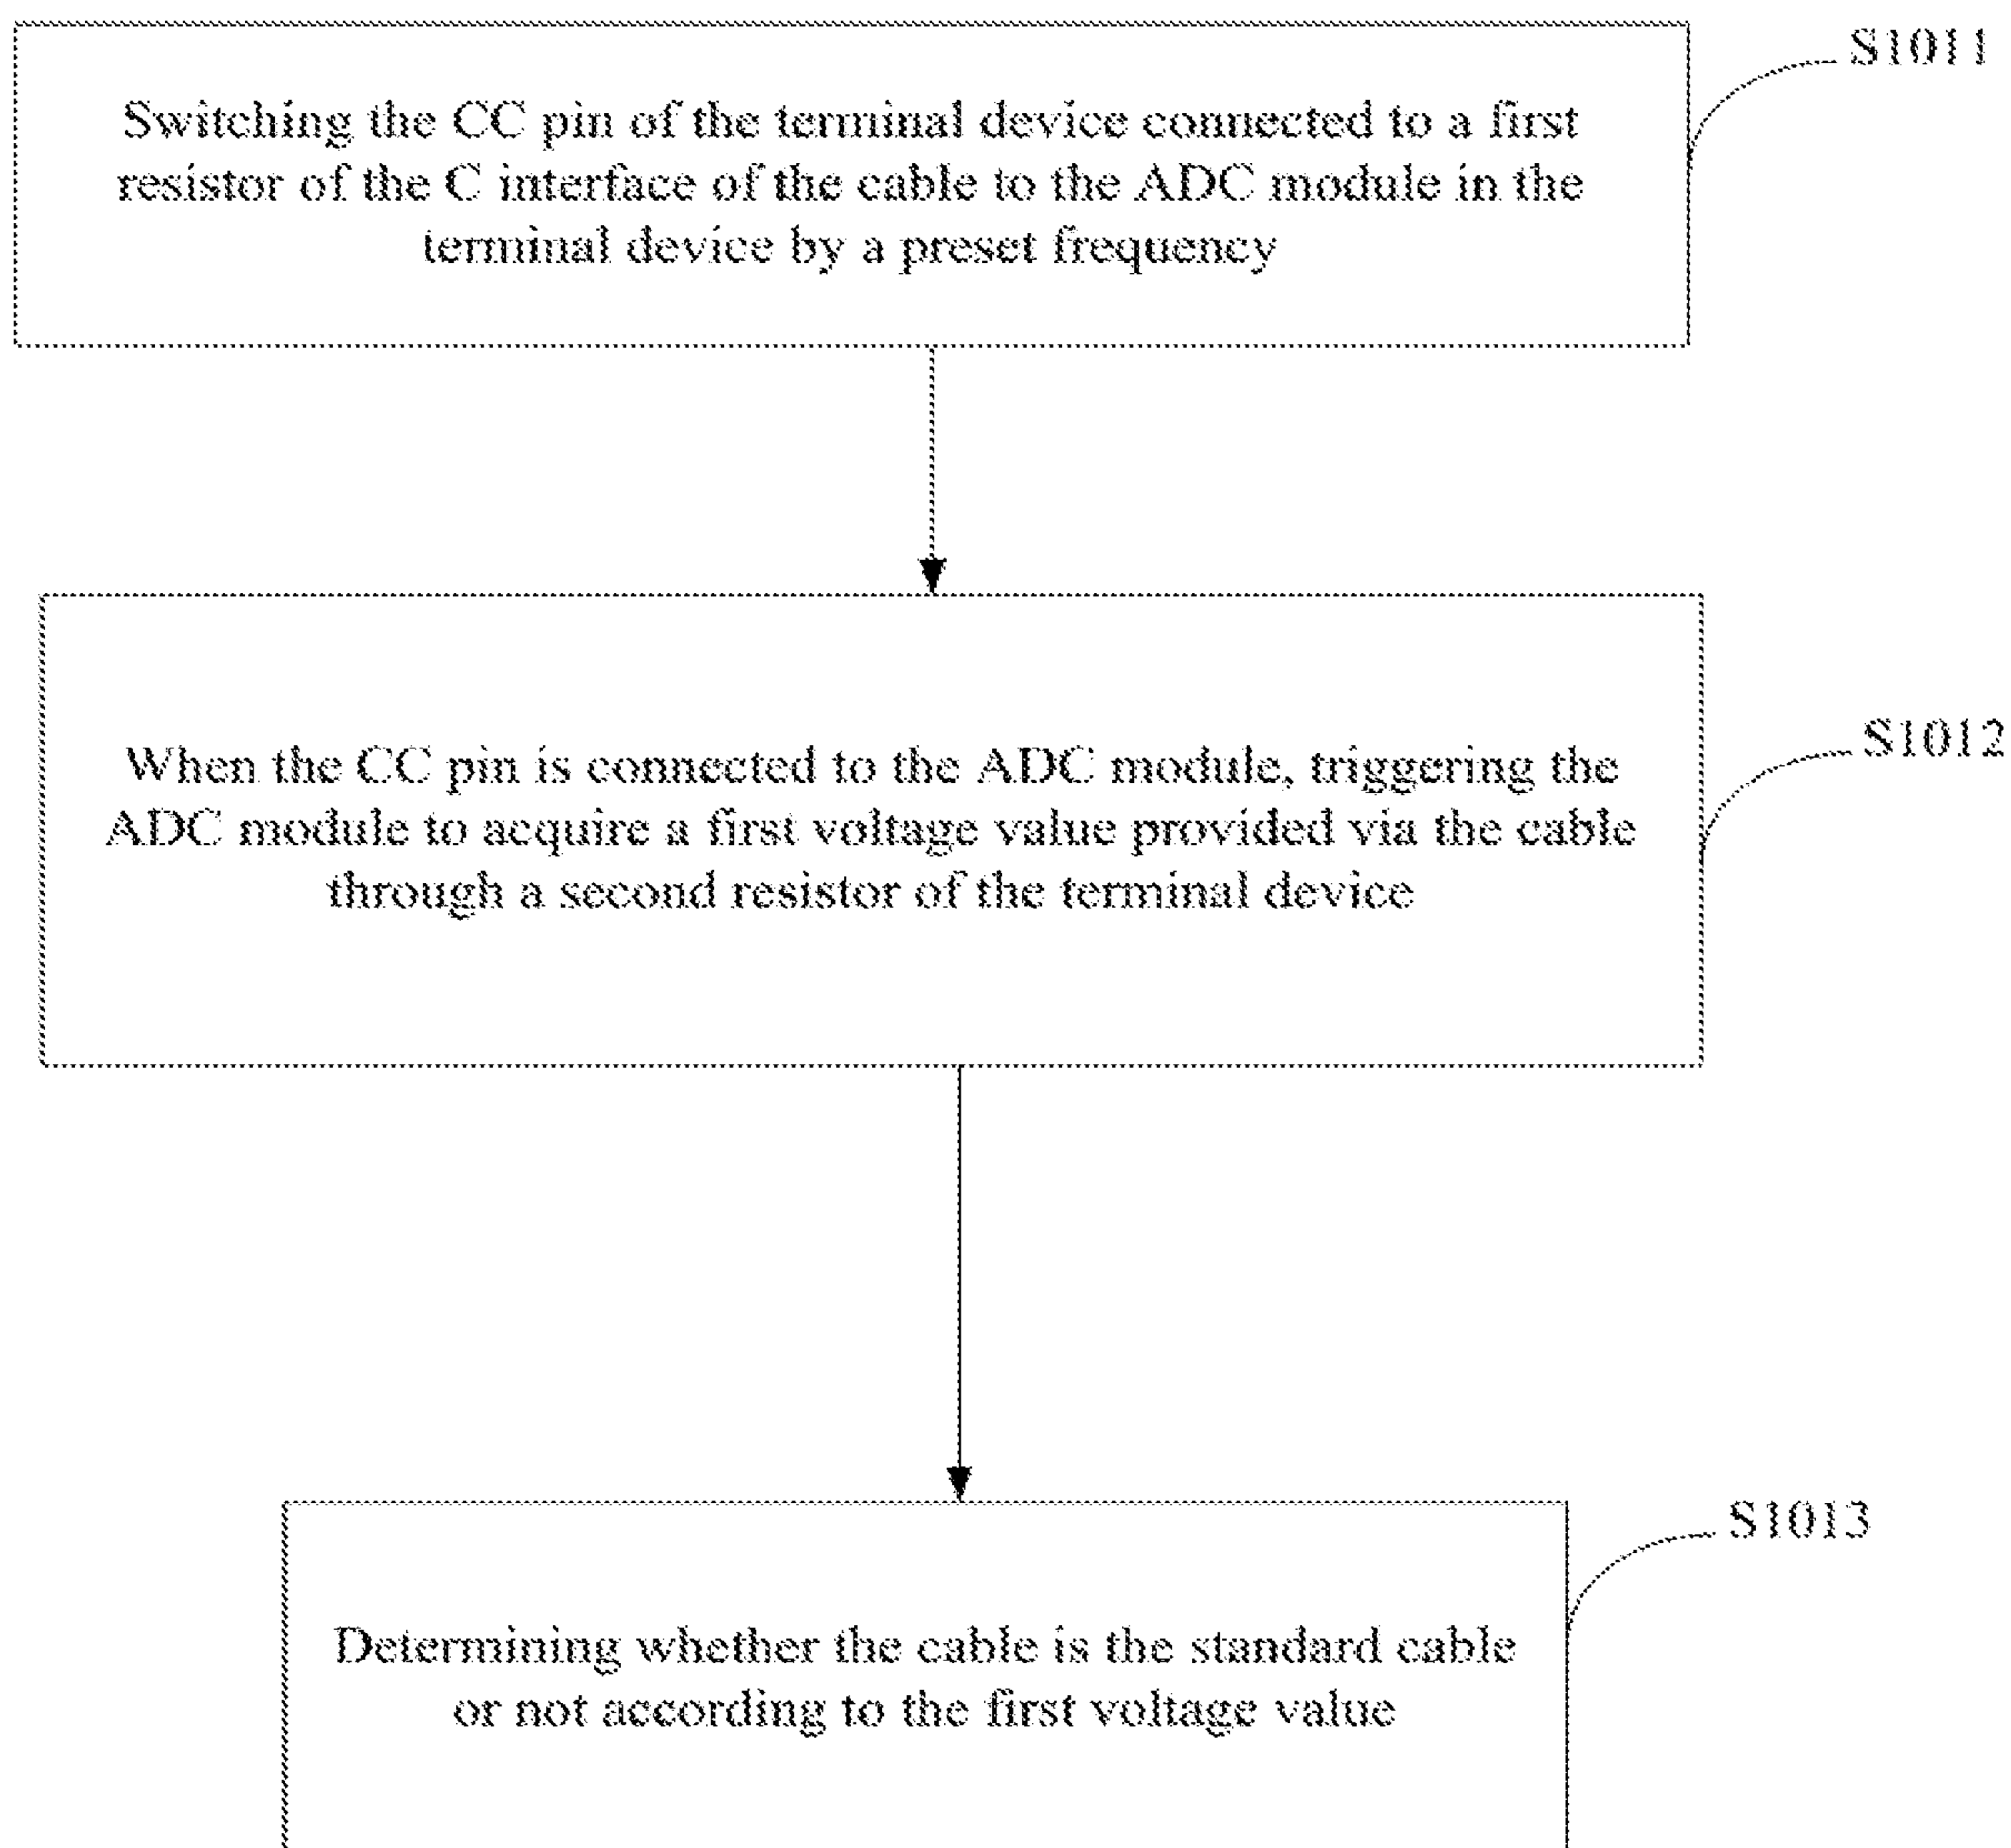 S1011
Switching the CC pin of the terminal device connected to a first
resistor of the C interface of the cable to the ADC module in the
terminal device by a preset frequency
S1012
When the CC pin is connected to the ADC module, triggering the
ADC module to acquire a first voltage value provided via the cable
through a second resistor of the terminal device
S1013
Determining whether the cable is the standard cable
or not according to the first voltage value